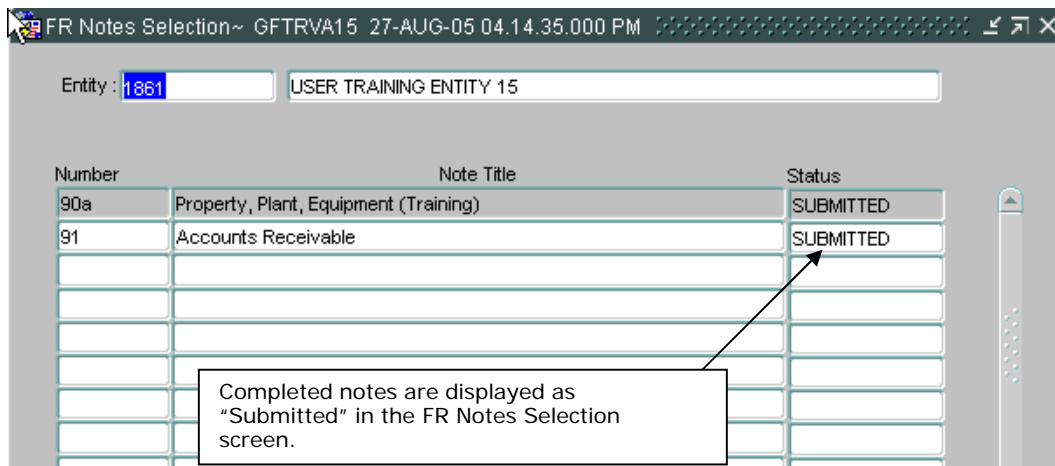 FR Notes Selection~ GFTRVA15 27-AUG-05 04.14.35.000 PM
Entity : 1861 USER TRAINING ENTITY 15
Number Note Title Status
90a Property, Plant, Equipment (Training) SUBMITTED
91 Accounts Receivable SUBMITTED
Completed notes are displayed as
“Submitted” in the FR Notes Selection
screen.